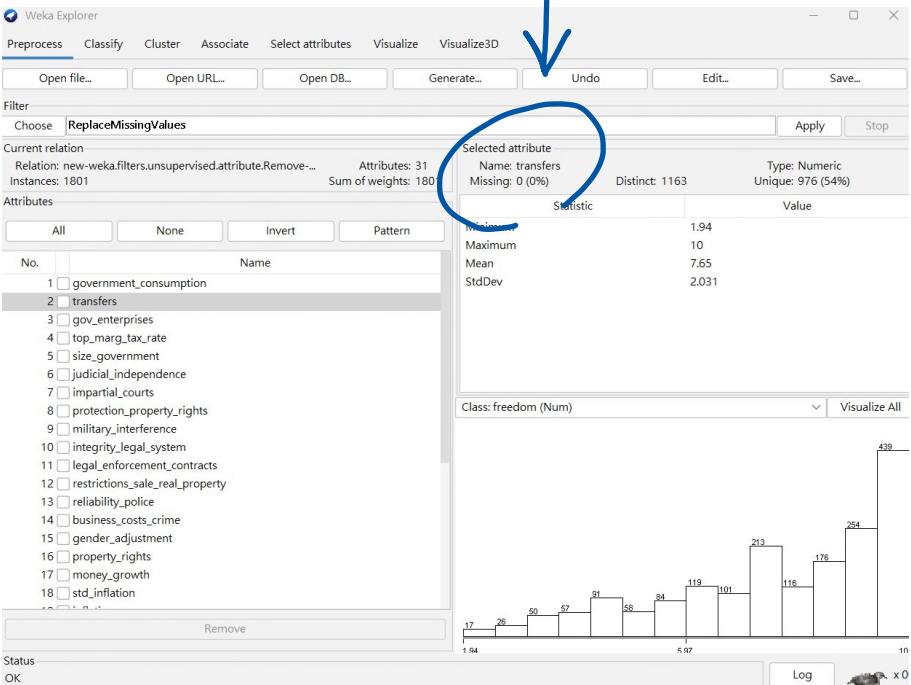 Weka Explorer
Preprocess Classify Cluster Associate Select attributes Visualize Visualize3D
Open file... Open URL... Open DB... Generate... Undo Edit... Save...
Filter
Choose ReplaceMissingValues Apply Stop
Current relation
Relation: new-weka.filters.unsupervised.attribute.Remove-... Attributes: 31
Instances: 1801 Sum of weights: 1801
Selected attribute
Name: transfers Type: Numeric
Missing: 0 (0%) Distinct: 1163 Unique: 976 (54%)
Attributes
All None Invert Pattern
No. Name
1 government_consumption
2 transfers
3 gov_enterprises
4 top_marg_tax_rate
5 size_government
6 judicial_independence
7 impartial_courts
8 protection_property_rights
9 military_interference
10 integrity_legal_system
11 legal_enforcement_contracts
12 restrictions_sale_real_property
13 reliability_police
14 business_costs_crime
15 gender_adjustment
16 property_rights
17 money_growth
18 std_inflation
Remove
Statistic Value
Minimum 1.94
Maximum 10
Mean 7.65
StdDev 2.031
Class: freedom (Num) Visualize All
17 26 50 57 91 58 84 119 101 213 116 176 254 439
1.94 5.97 10
Status
OK
Log x 0